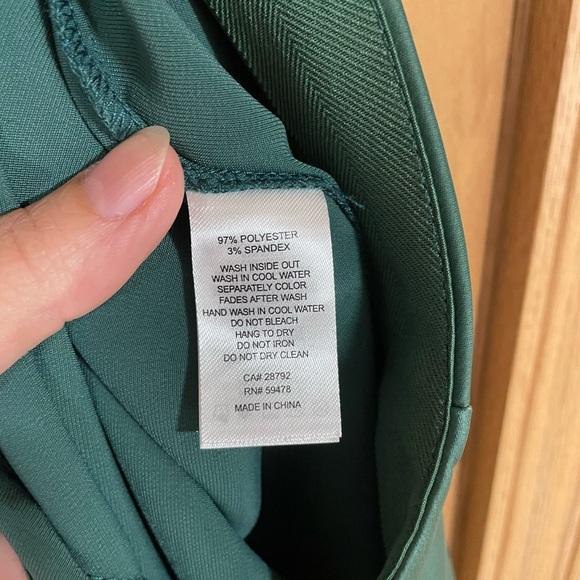 97% POLYESTER
3% SPANDEX
WASH INSIDE OUT
WASH IN COOL WATER
SEPARATELY COLOR
FADES AFTER WASH
HAND WASH IN COOL WATER
DO NOT BLEACH
HANG TO DRY
DO NOT IRON
DO NOT DRY CLEAN
CA# 28792
RN# 59478
MADE IN CHINA